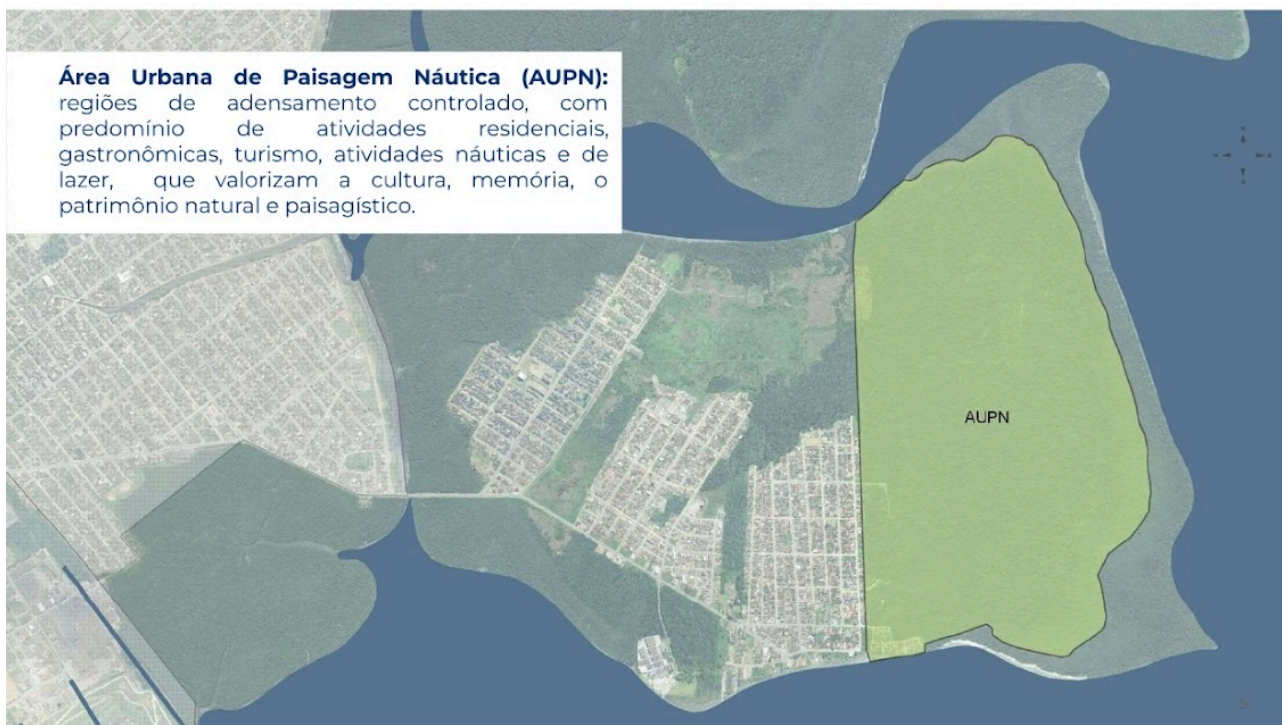 Área Urbana de Paisagem Náutica (AUPN):
regiões de adensamento controlado, com
predomínio de atividades residenciais,
gastronômicas, turismo, atividades náuticas e de
lazer, que valorizam a cultura, memória, o
patrimônio natural e paisagístico.
AUPN
5